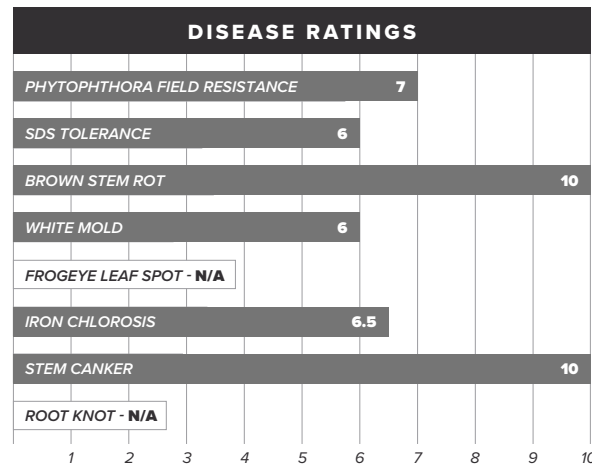 DISEASE RATINGS
PHYTOPHTHORA FIELD RESISTANCE 7
SDS TOLERANCE 6
BROWN STEM ROT 10
WHITE MOLD 6
FROGEYE LEAF SPOT - N/A
IRON CHLOROSIS 6.5
STEM CANKER 10
ROOT KNOT - N/A
1 2 3 4 5 6 7 8 9 10